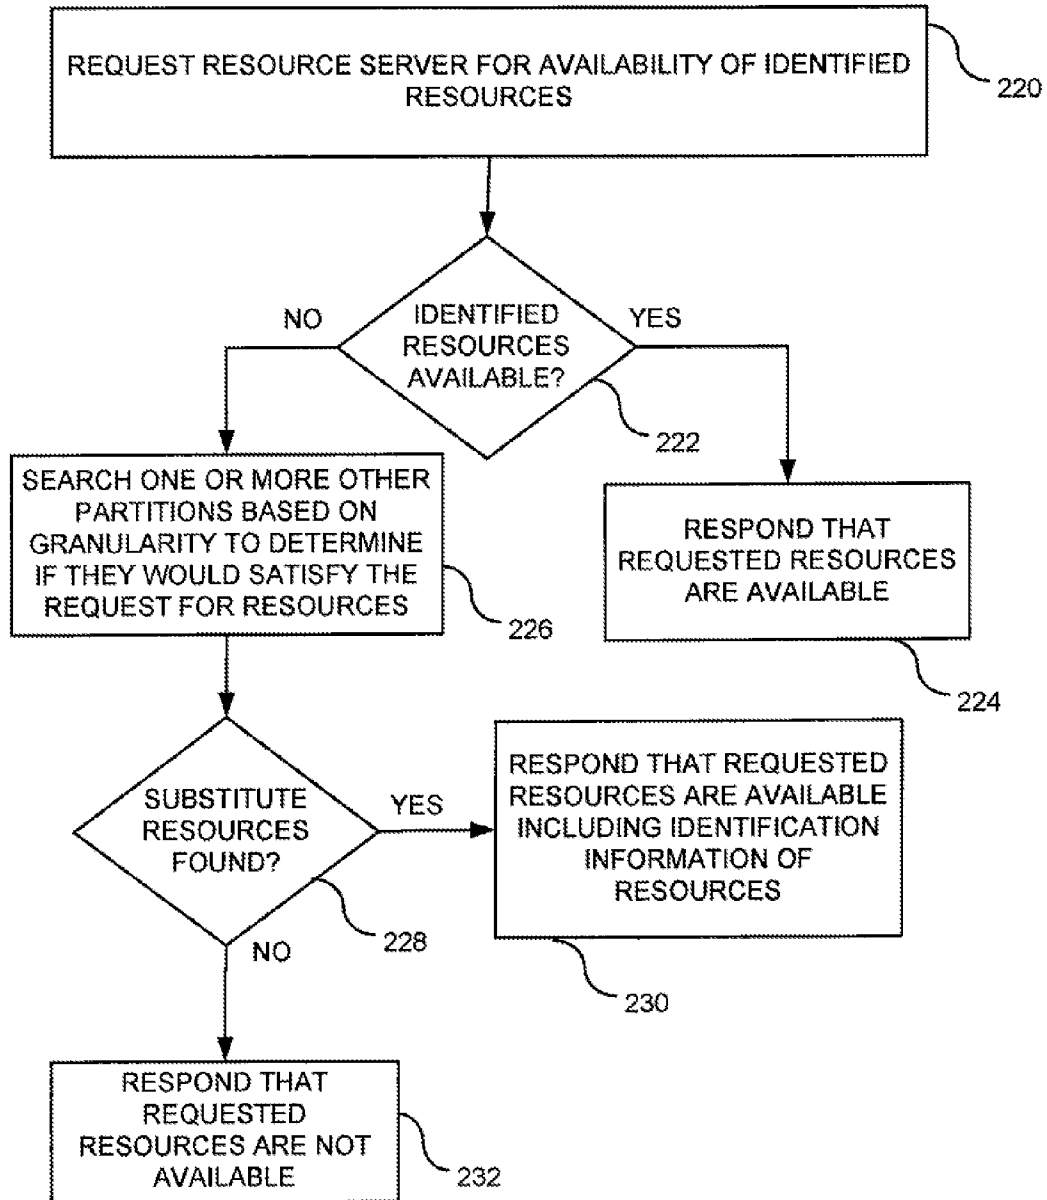 REQUEST RESOURCE SERVER FOR AVAILABILITY OF IDENTIFIED
RESOURCES
220
NO
IDENTIFIED
RESOURCES
AVAILABLE?
YES
222
SEARCH ONE OR MORE OTHER
PARTITIONS BASED ON
GRANULARITY TO DETERMINE
IF THEY WOULD SATISFY THE
REQUEST FOR RESOURCES
226
RESPOND THAT
REQUESTED RESOURCES
ARE AVAILABLE
224
SUBSTITUTE
RESOURCES
FOUND?
YES
228
NO
RESPOND THAT REQUESTED
RESOURCES ARE AVAILABLE
INCLUDING IDENTIFICATION
INFORMATION OF
RESOURCES
230
RESPOND THAT
REQUESTED
RESOURCES ARE NOT
AVAILABLE
232